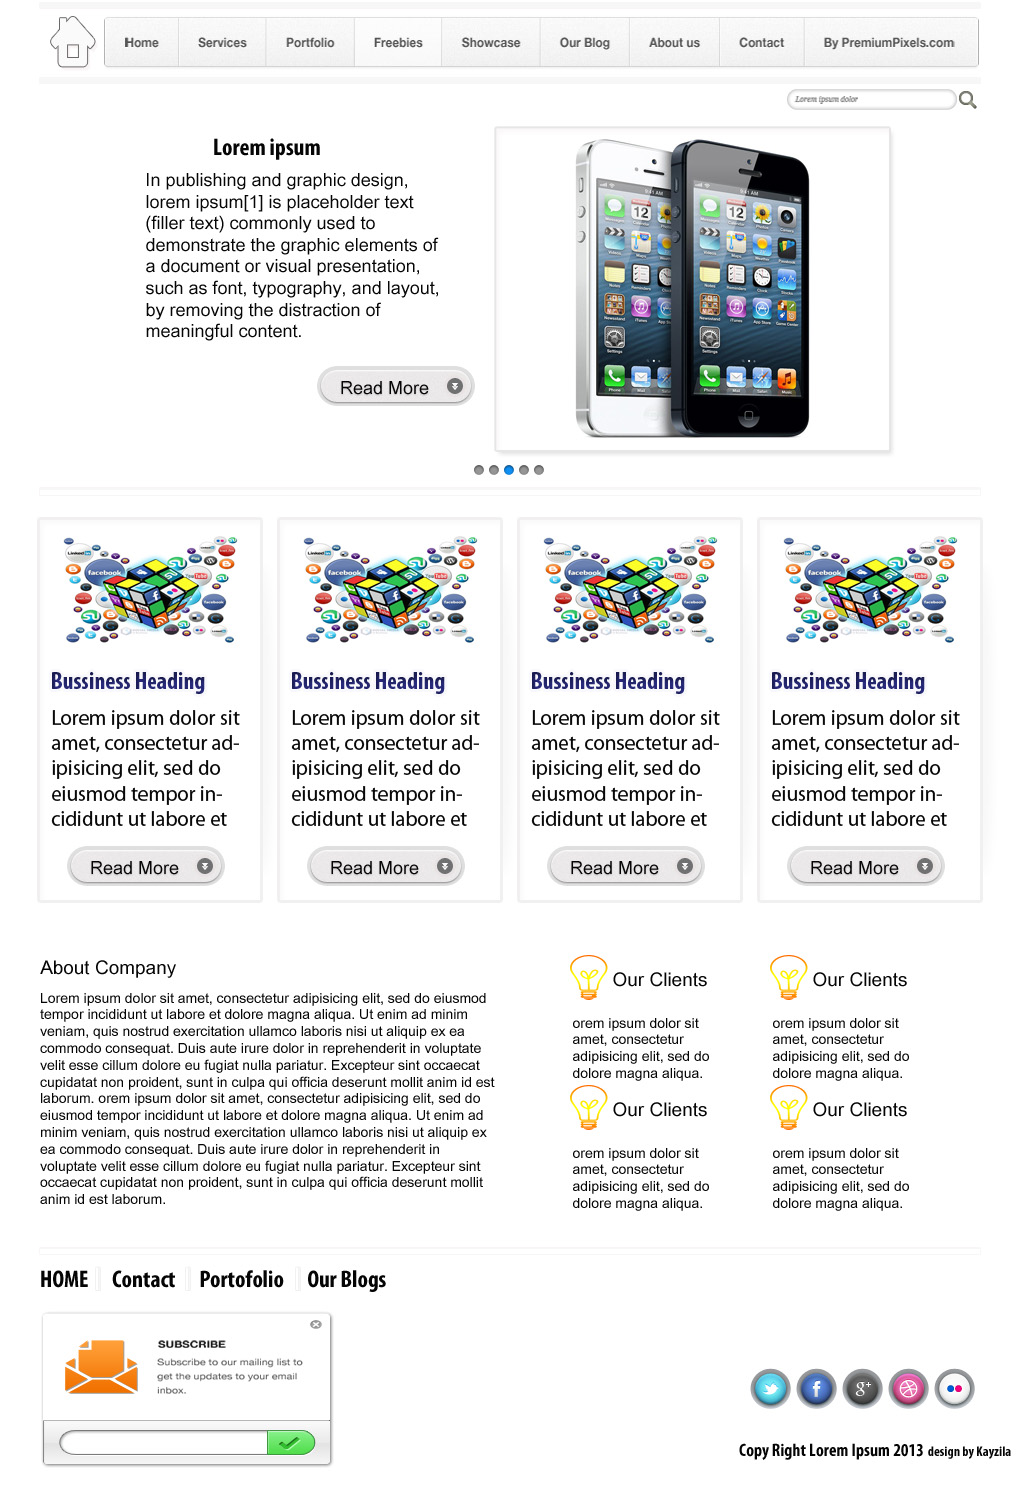 Home Services Portfolio Freebies Showcase Our Blog About us Contact By PremiumPixels.com
Lorem ipsum dolor
Lorem ipsum
In publishing and graphic design,
lorem ipsum[1] is placeholder text
(filler text) commonly used to
demonstrate the graphic elements of
a document or visual presentation,
such as font, typography, and layout,
by removing the distraction of
meaningful content.
Read More
Bussiness Heading
Lorem ipsum dolor sit
amet, consectetur ad-
ipisicing elit, sed do
eiusmod tempor in-
cididunt ut labore et
Read More
Bussiness Heading
Lorem ipsum dolor sit
amet, consectetur ad-
ipisicing elit, sed do
eiusmod tempor in-
cididunt ut labore et
Read More
Bussiness Heading
Lorem ipsum dolor sit
amet, consectetur ad-
ipisicing elit, sed do
eiusmod tempor in-
cididunt ut labore et
Read More
Bussiness Heading
Lorem ipsum dolor sit
amet, consectetur ad-
ipisicing elit, sed do
eiusmod tempor in-
cididunt ut labore et
Read More
About Company
Lorem ipsum dolor sit amet, consectetur adipisicing elit, sed do eiusmod
tempor incididunt ut labore et dolore magna aliqua. Ut enim ad minim
veniam, quis nostrud exercitation ullamco laboris nisi ut aliquip ex ea
commodo consequat. Duis aute irure dolor in reprehenderit in voluptate
velit esse cillum dolore eu fugiat nulla pariatur. Excepteur sint occaecat
cupidatat non proident, sunt in culpa qui officia deserunt mollit anim id est
laborum. orem ipsum dolor sit amet, consectetur adipisicing elit, sed do
eiusmod tempor incididunt ut labore et dolore magna aliqua. Ut enim ad
minim veniam, quis nostrud exercitation ullamco laboris nisi ut aliquip ex
ea commodo consequat. Duis aute irure dolor in reprehenderit in
voluptate velit esse cillum dolore eu fugiat nulla pariatur. Excepteur sint
occaecat cupidatat non proident, sunt in culpa qui officia deserunt mollit
anim id est laborum.
Our Clients
orem ipsum dolor sit
amet, consectetur
adipisicing elit, sed do
dolore magna aliqua.
Our Clients
orem ipsum dolor sit
amet, consectetur
adipisicing elit, sed do
dolore magna aliqua.
Our Clients
orem ipsum dolor sit
amet, consectetur
adipisicing elit, sed do
dolore magna aliqua.
Our Clients
orem ipsum dolor sit
amet, consectetur
adipisicing elit, sed do
dolore magna aliqua.
HOME Contact Portofolio Our Blogs
SUBSCRIBE
Subscribe to our mailing list to
get the updates to your email
inbox.
Copy Right Lorem Ipsum 2013 design by Kayzila